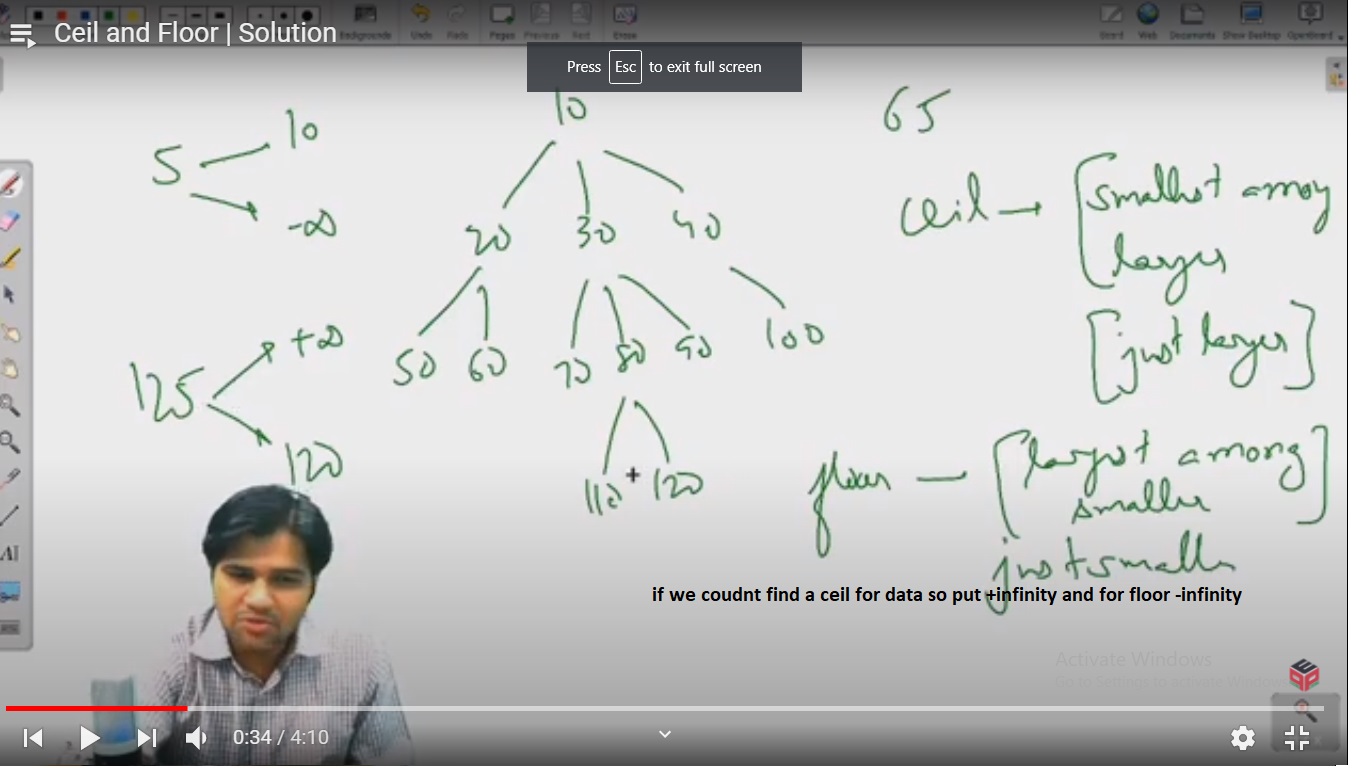 Ceil and Floor | Solution
Backgrounds Undo Redo Pages Previous Next Erase Board Web Documents Show Desktop OpenBoard
Press Esc to exit full screen
10
65
5
10
-∞
20 30 40
ceil → [smallest among
larger
[just larger]
125
+∞
120
50 60 70 80 90 100
110 120
floor — [largest among]
smaller
just smaller
if we coudnt find a ceil for data so put +infinity and for floor -infinity
Activate Windows
Go to Settings to activate Windows
AI
0:34 / 4:10